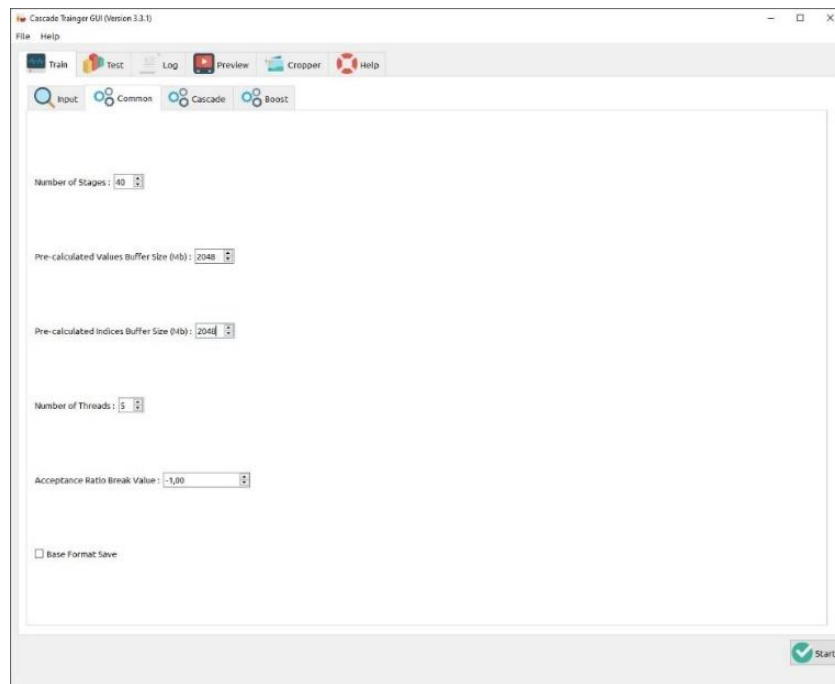 Cascade Trainger GUI (Version 3.3.1)
File Help
Train Test Log Preview Cropper Help
Input Common Cascade Boost
Number of Stages : 40
Pre-calculated Values Buffer Size (Mb) : 2048
Pre-calculated Indices Buffer Size (Mb) : 2048
Number of Threads : 5
Acceptance Ratio Break Value : -1,00
Base Format Save
Start